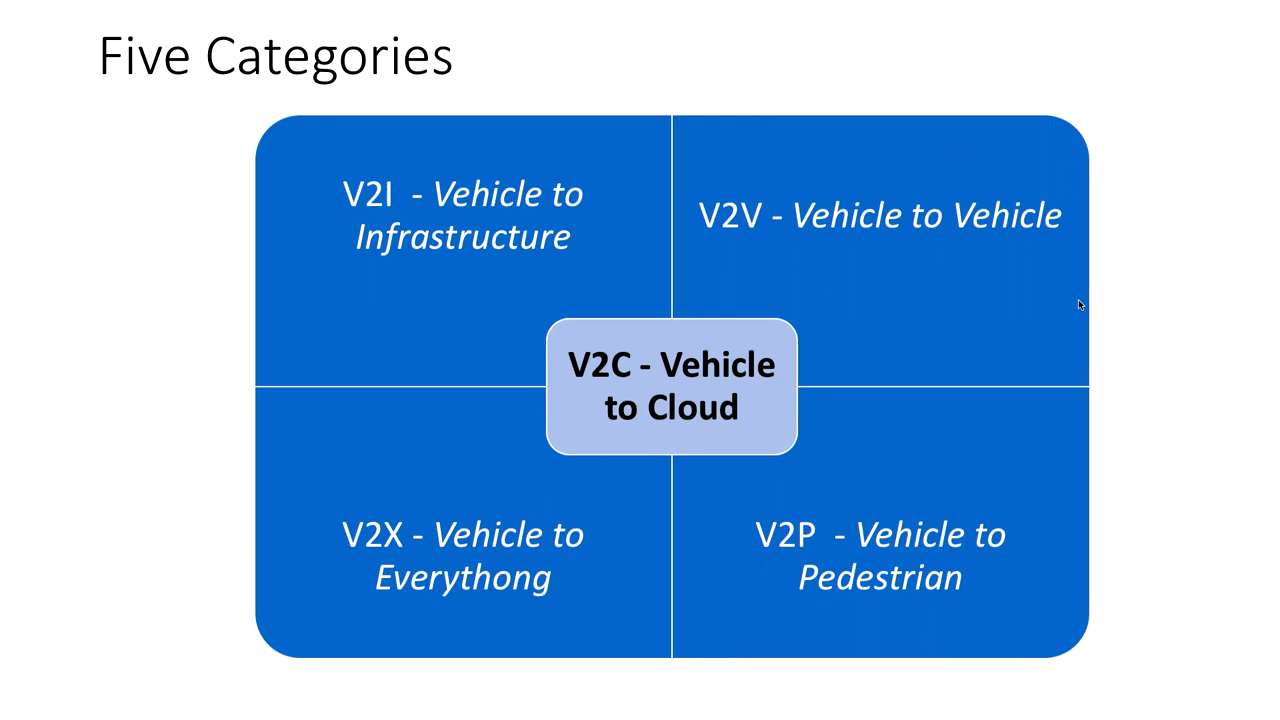 Five Categories
V2I  - Vehicle to
Infrastructure
V2V - Vehicle to Vehicle
V2C - Vehicle
to Cloud
V2X - Vehicle to
Everythong
V2P  - Vehicle to
Pedestrian